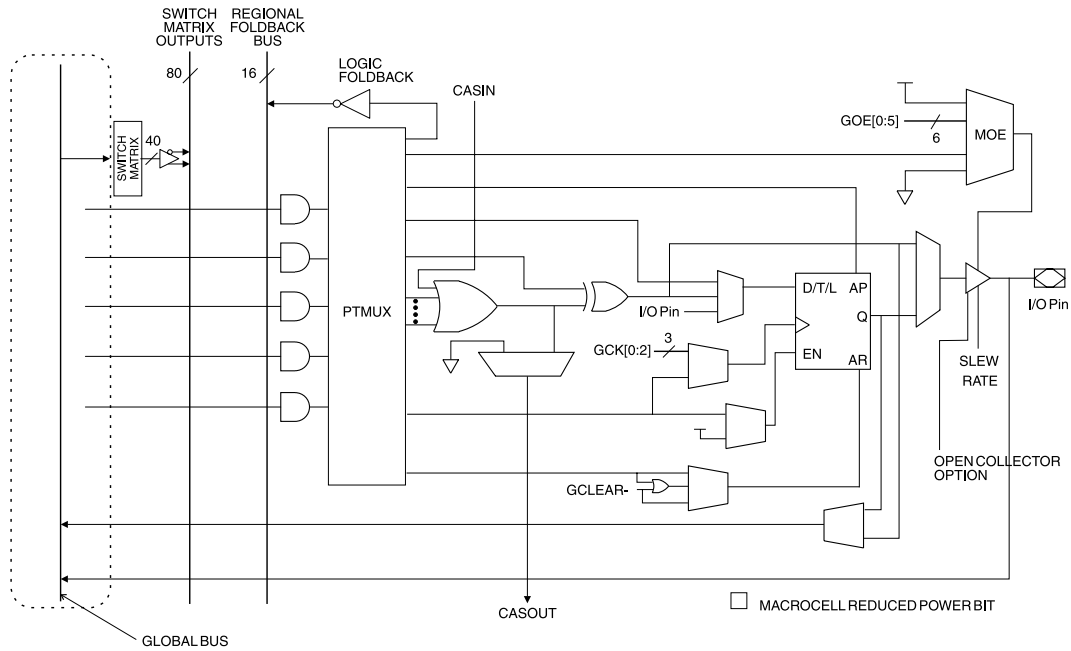 SWITCH
MATRIX
OUTPUTS
REGIONAL
FOLDBACK
BUS
80
16
LOGIC
FOLDBACK
CASIN
SWITCH
MATRIX
40
GOE[0:5]
6
MOE
PTMUX
D/T/L
AP
I/O Pin
Q
I/O Pin
GCK[0:2]
3
EN
AR
SLEW
RATE
OPEN COLLECTOR
OPTION
GCLEAR-
CASOUT
MACROCELL REDUCED POWER BIT
GLOBAL BUS